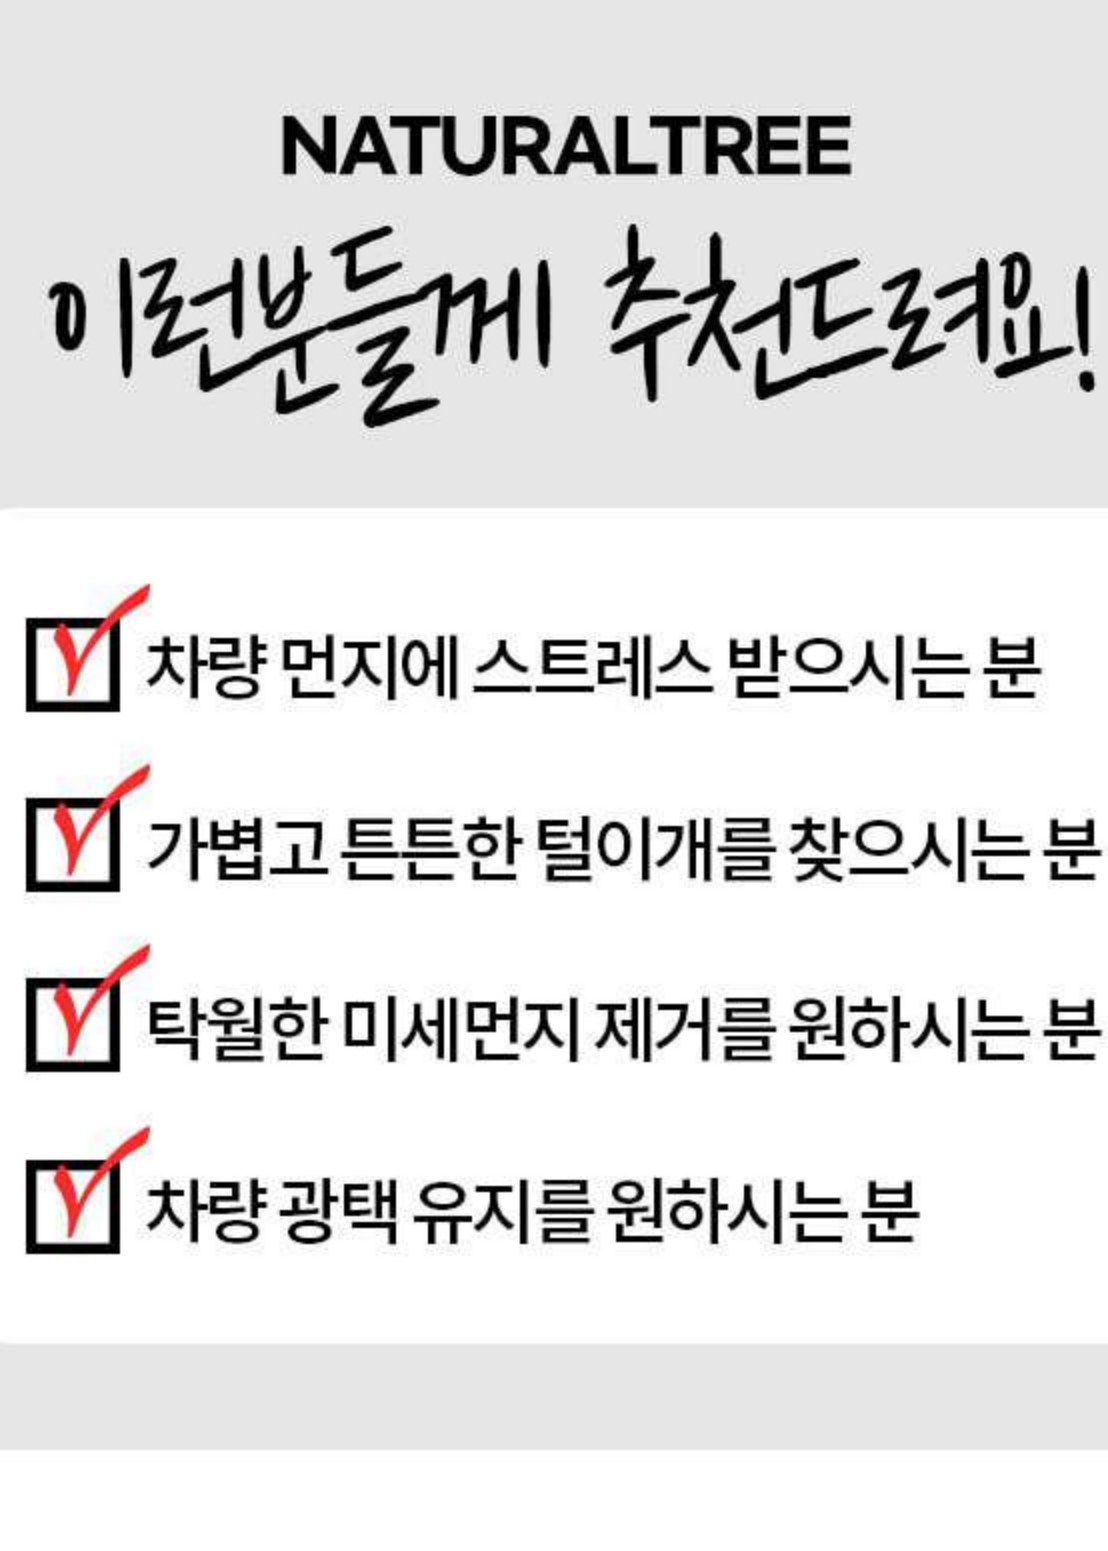 NATURALTREE
이런분들께 추천드려요!
차량 먼지에 스트레스 받으시는 분
가볍고 튼튼한 털이개를 찾으시는 분
탁월한 미세먼지 제거를 원하시는 분
차량 광택 유지를 원하시는 분